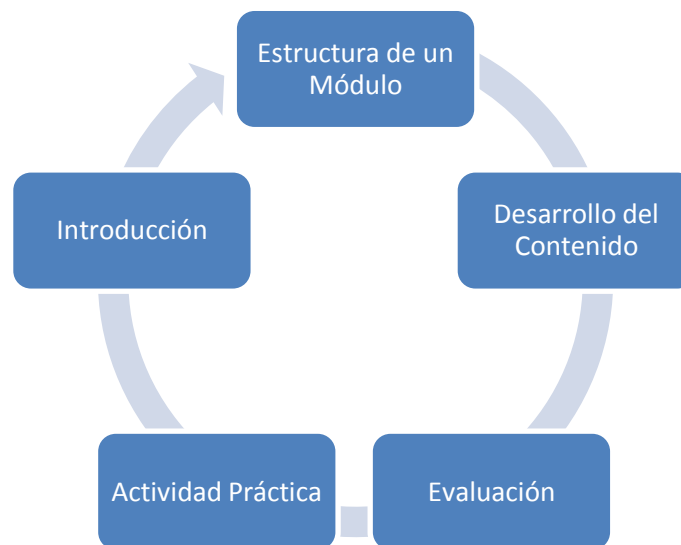 Estructura de un
Módulo
Desarrollo del
Contenido
Evaluación
Actividad Práctica
Introducción